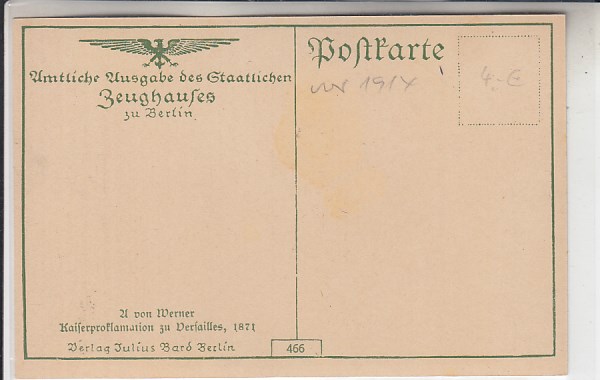 Amtliche Ausgabe des Staatlichen
Zeughauses
zu Berlin
Postkarte
1914
4.-€
A von Werner
Kaiserproklamation zu Versailles, 1871
Verlag Julius Bard Berlin
466